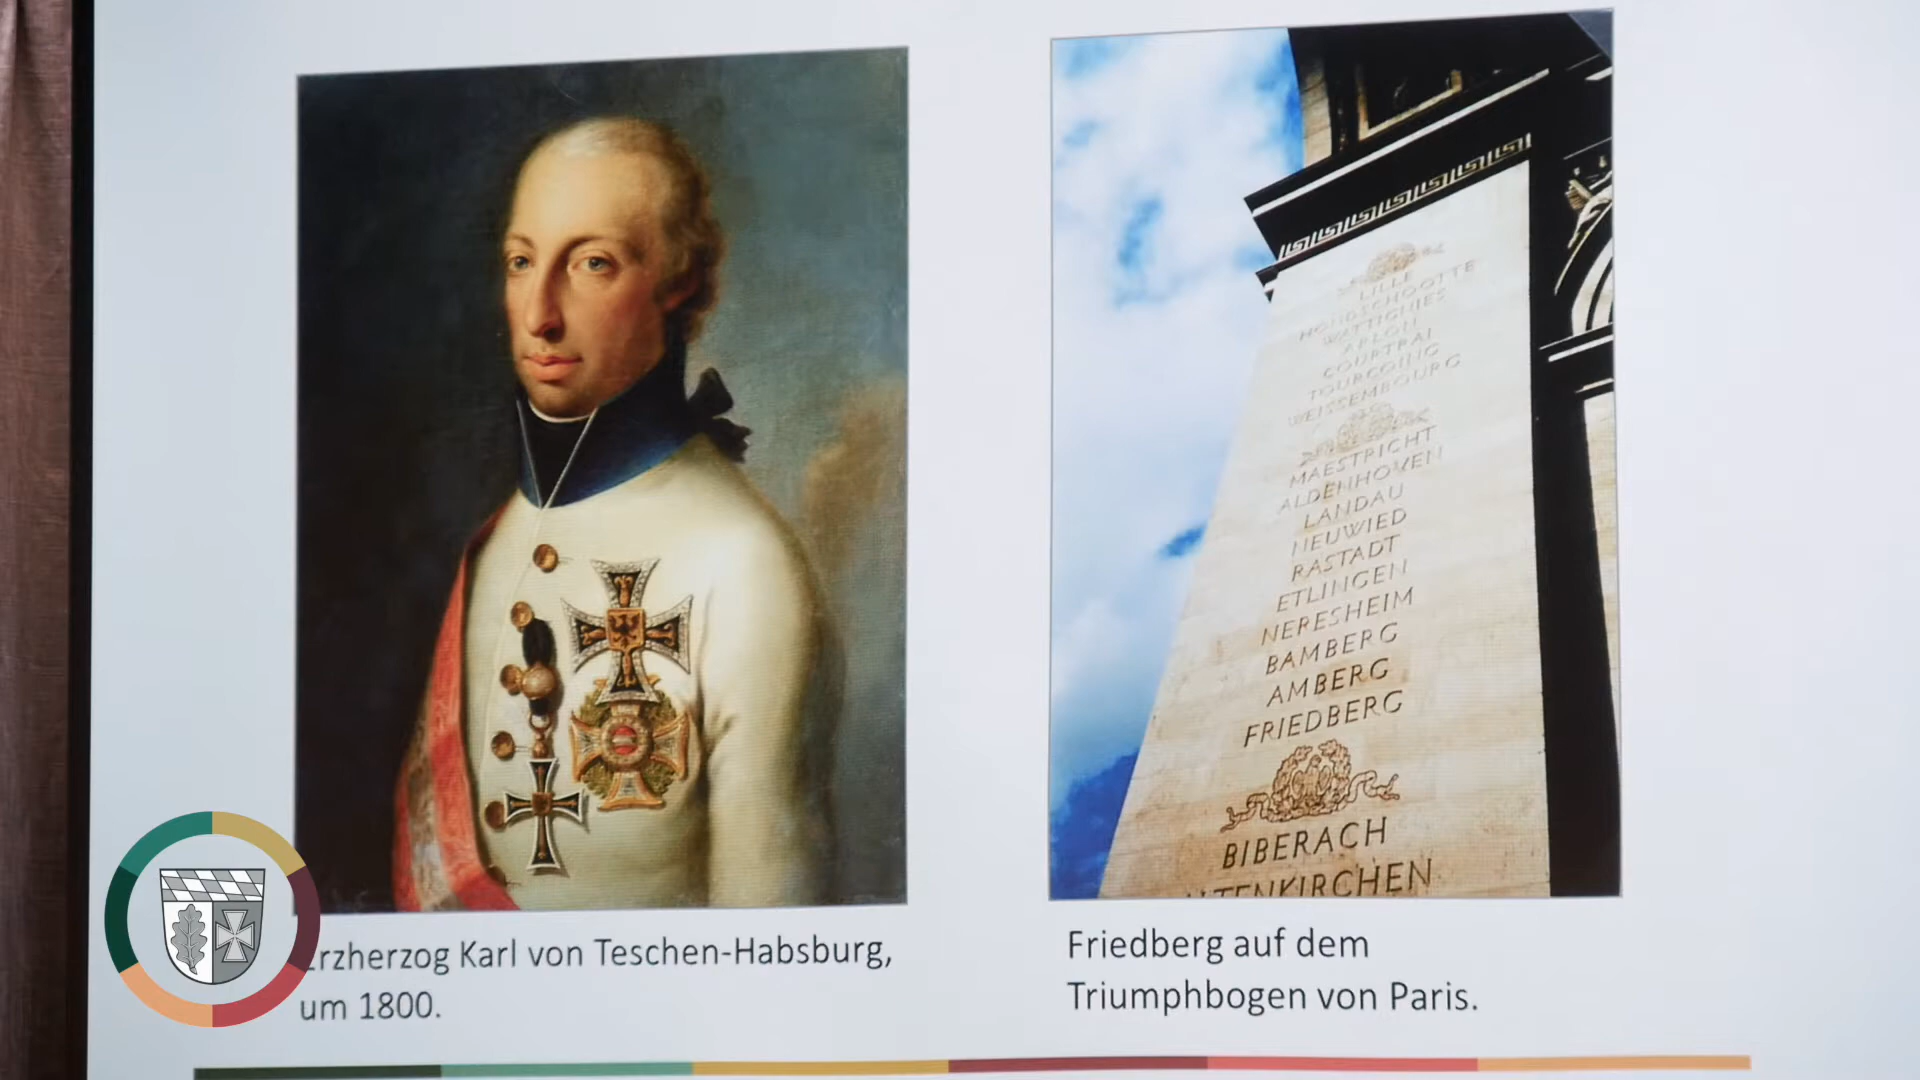 LILLE
HONDSCHOOTTE
WATTIGNIES
ARLON
COURTRAI
TOURCOING
WEISSEMBOURG
MAESTRICHT
ALDENHOVEN
LANDAU
NEUWIED
RASTADT
ETLINGEN
NERESHEIM
BAMBERG
AMBERG
FRIEDBERG
BIBERACH
LTENKIRCHEN
rzherzog Karl von Teschen-Habsburg,
um 1800.
Friedberg auf dem
Triumphbogen von Paris.